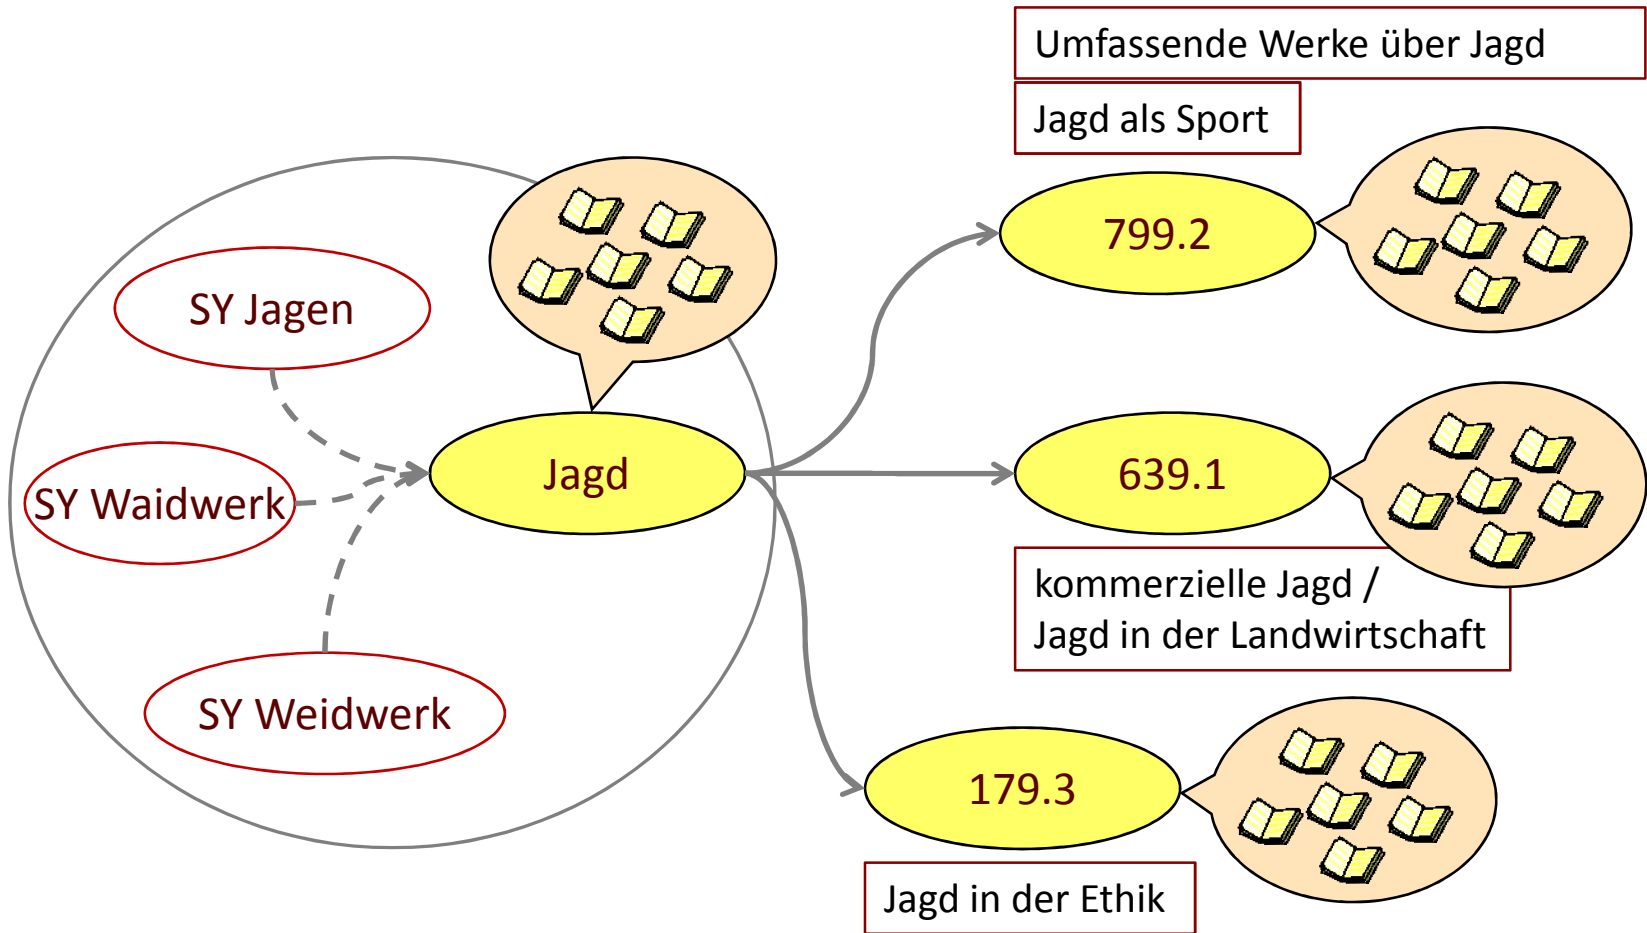 Umfassende Werke über Jagd
Jagd als Sport
799.2
SY Jagen
Jagd
639.1
SY Waidwerk
kommerzielle Jagd /
Jagd in der Landwirtschaft
SY Weidwerk
179.3
Jagd in der Ethik